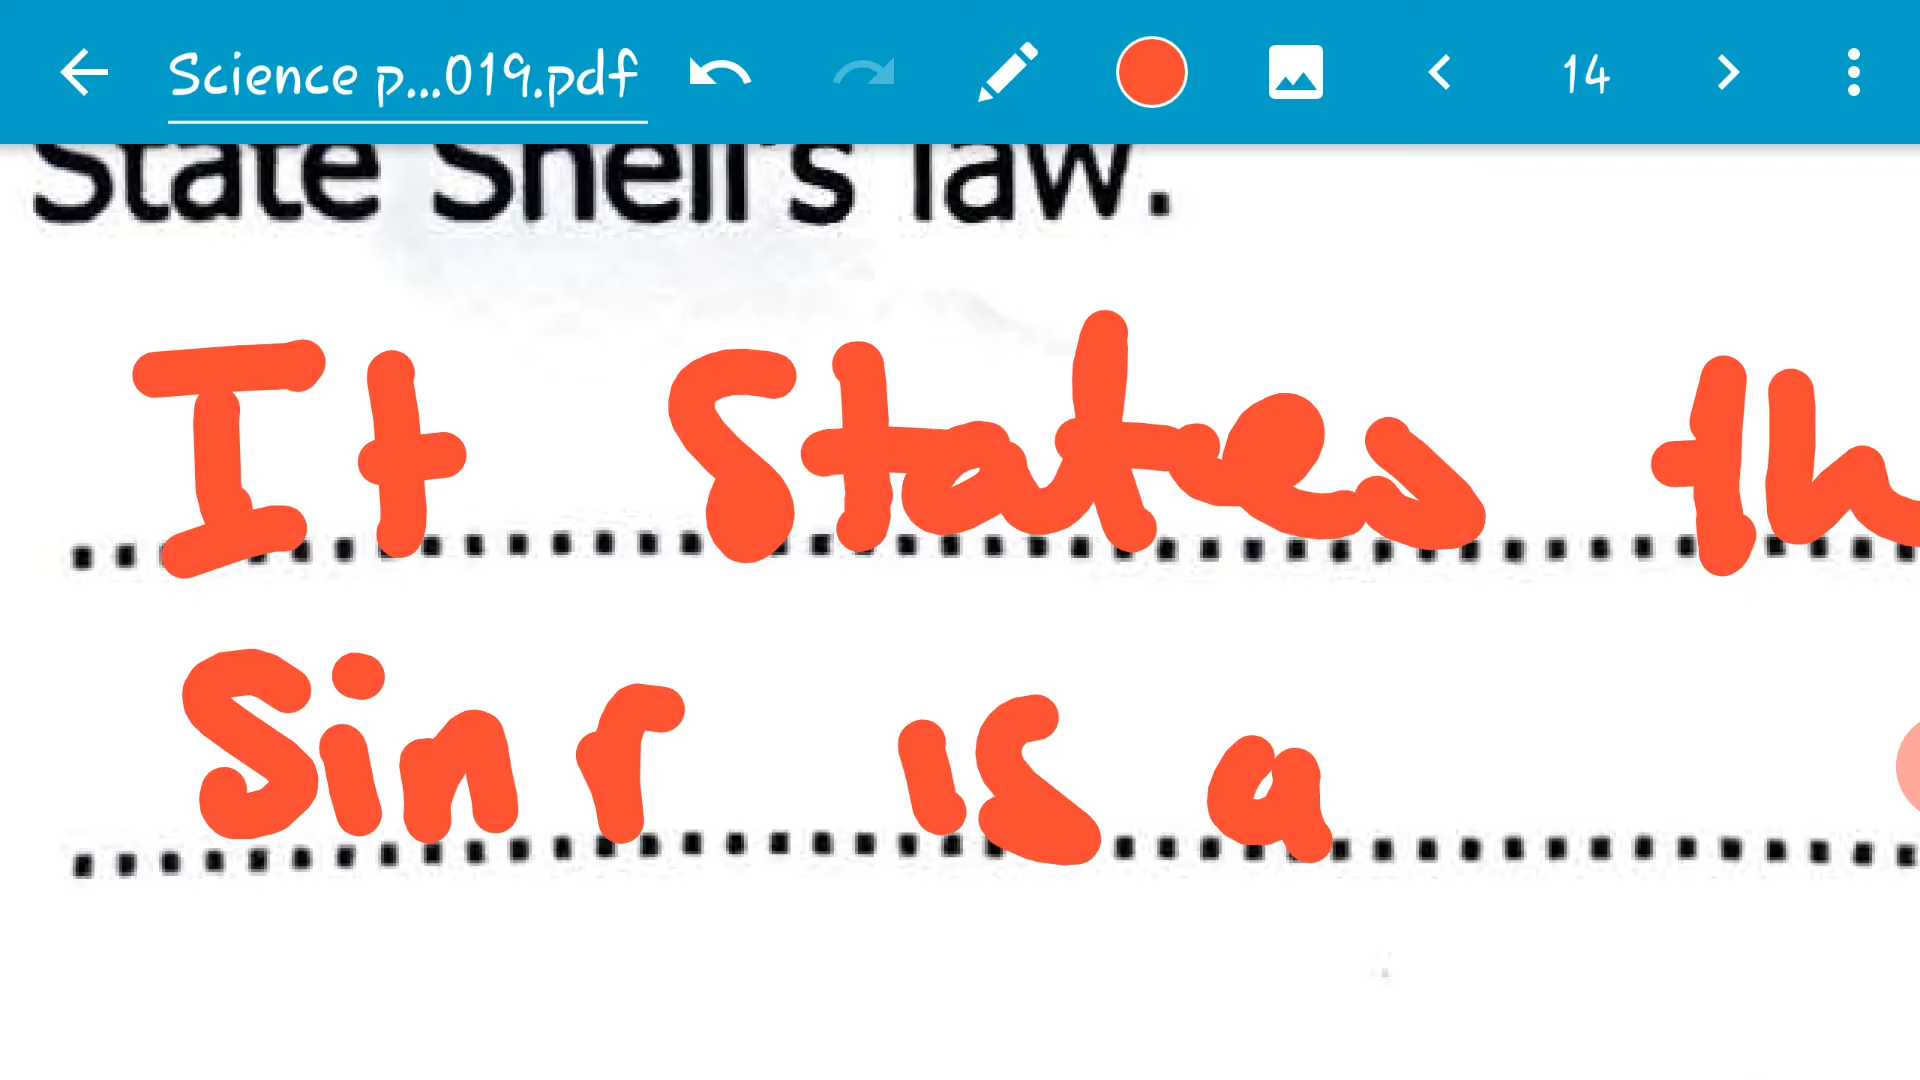 Science p...019.pdf 14
State Snell's law.
It states th
Sin r is a